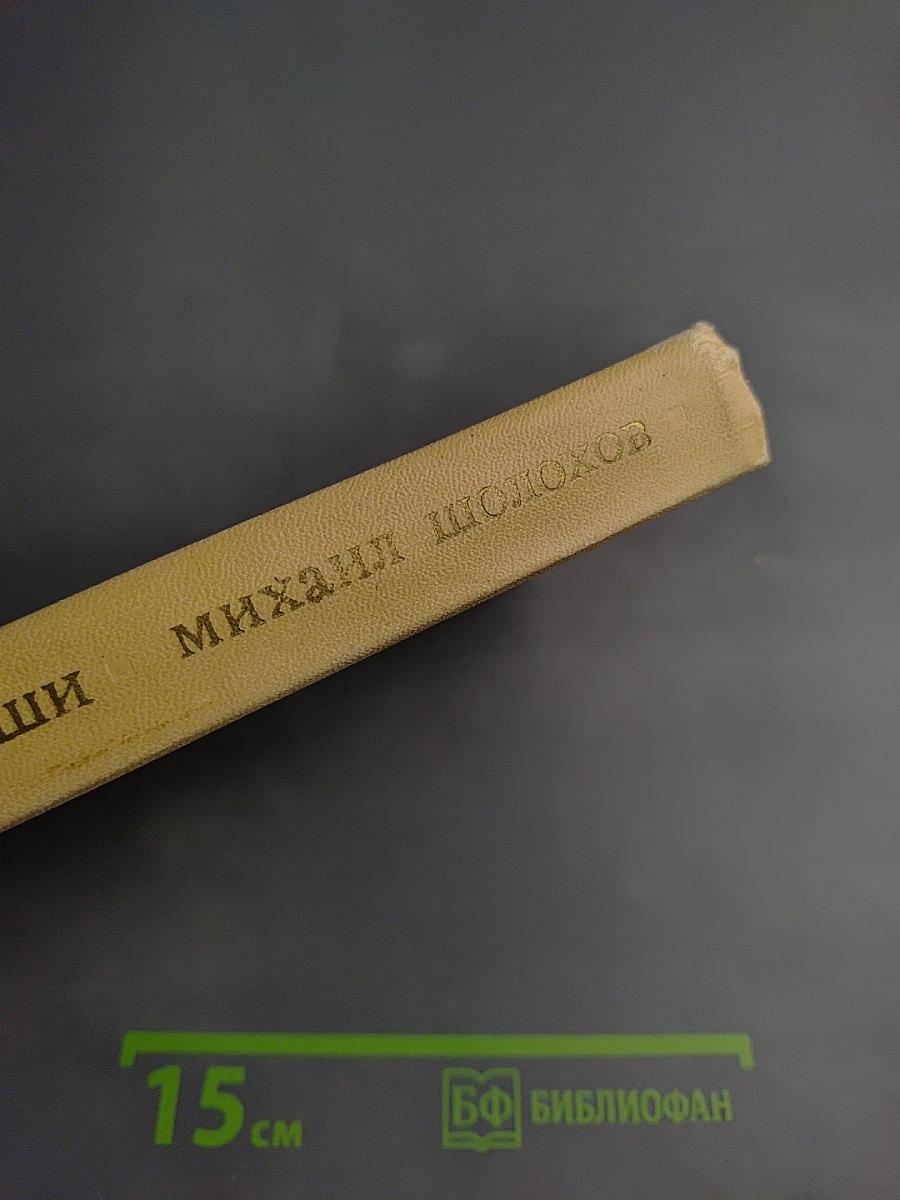 ши михаил шолохов
15 см
БФ БИБЛИОФАН